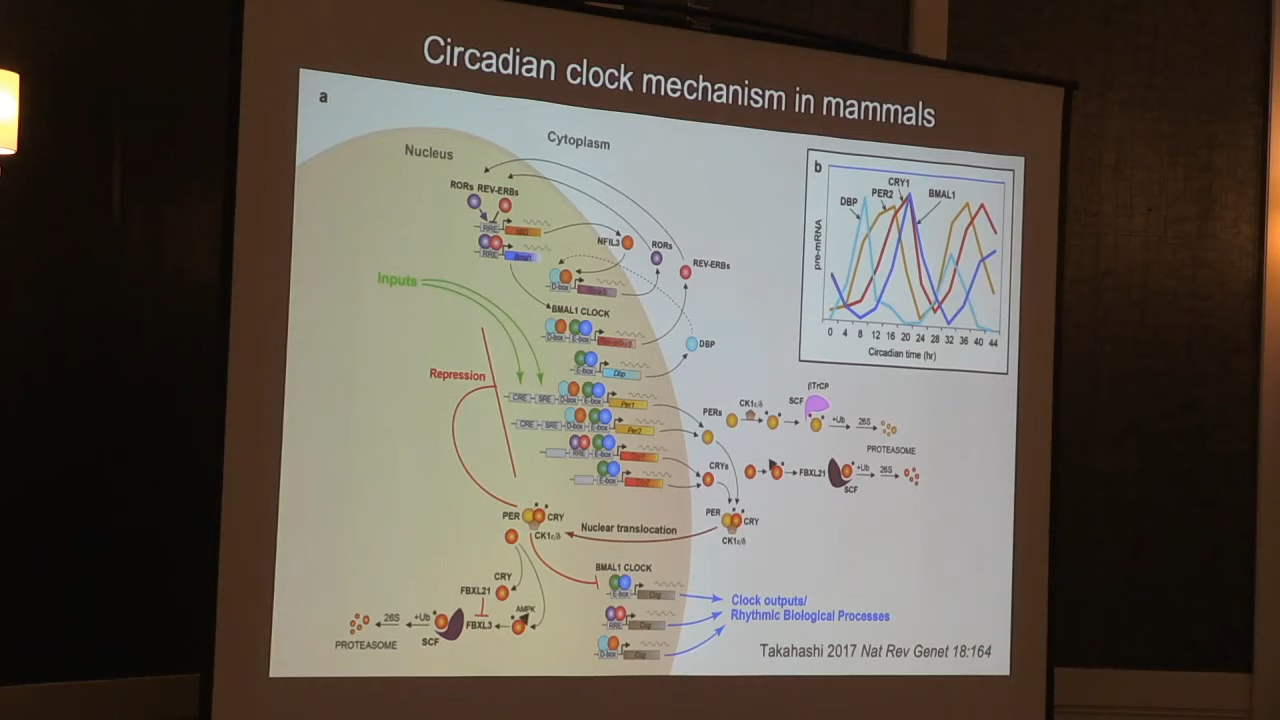 Circadian clock mechanism in mammals
a
Cytoplasm
Nucleus
RORs REV-ERBs
RRE
RRE
NFIL3
RORs
REV-ERBs
D-box
Inputs
BMAL1 CLOCK
D-box E-box
DBP
E-box Dbp
Repression
CRE SRE D-box E-box Per1
CRE SRE D-box E-box Per2
RRE E-box
E-box
PERs
CK1ε/δ
SCF
βTrCP
+Ub
26S
PROTEASOME
CRYs
FBXL21
SCF
+Ub
26S
PER CRY
CK1ε/δ
Nuclear translocation
PER CRY
CK1ε/δ
CRY
FBXL21
FBXL3
AMPK
SCF
+Ub
26S
PROTEASOME
BMAL1 CLOCK
E-box
RRE
D-box
Clock outputs/
Rhythmic Biological Processes
b
CRY1
PER2
BMAL1
DBP
pre-mRNA
0 4 8 12 16 20 24 28 32 36 40 44
Circadian time (hr)
Takahashi 2017 Nat Rev Genet 18:164